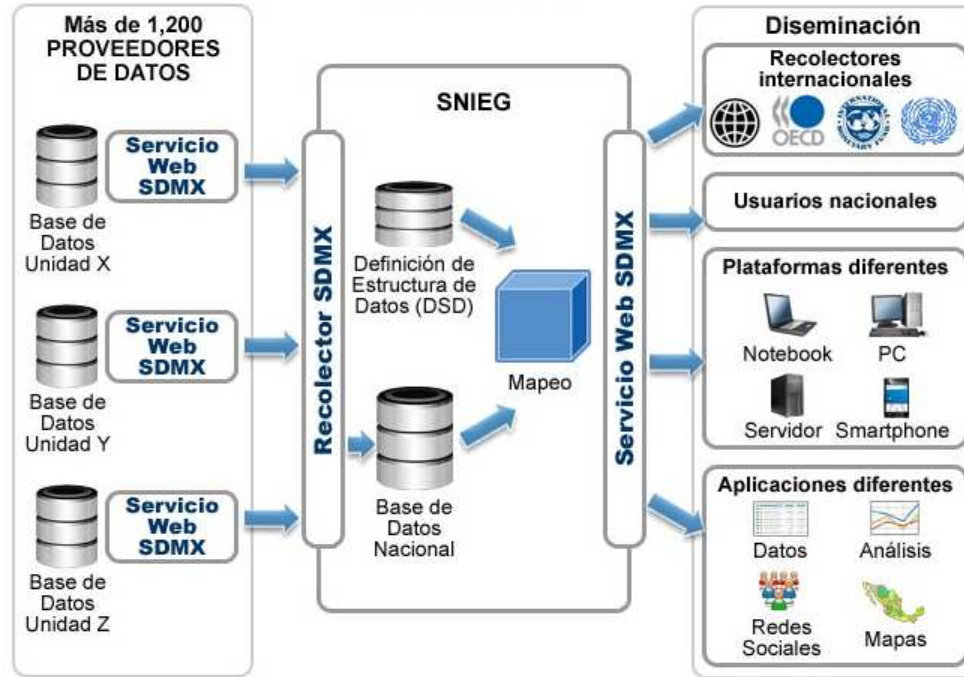 Más de 1,200
PROVEEDORES
DE DATOS
Servicio
Web
SDMX
Base de
Datos
Unidad X
Servicio
Web
SDMX
Base de
Datos
Unidad Y
Servicio
Web
SDMX
Base de
Datos
Unidad Z
SNIEG
Recolector SDMX
Definición de
Estructura de
Datos (DSD)
Mapeo
Base de
Datos
Nacional
Servicio Web SDMX
Diseminación
Recolectores
internacionales
OECD
INTERNATIONAL
MONETARY FUND
Usuarios nacionales
Plataformas diferentes
Notebook
PC
Servidor
Smartphone
Aplicaciones diferentes
Datos
Análisis
Redes
Sociales
Mapas